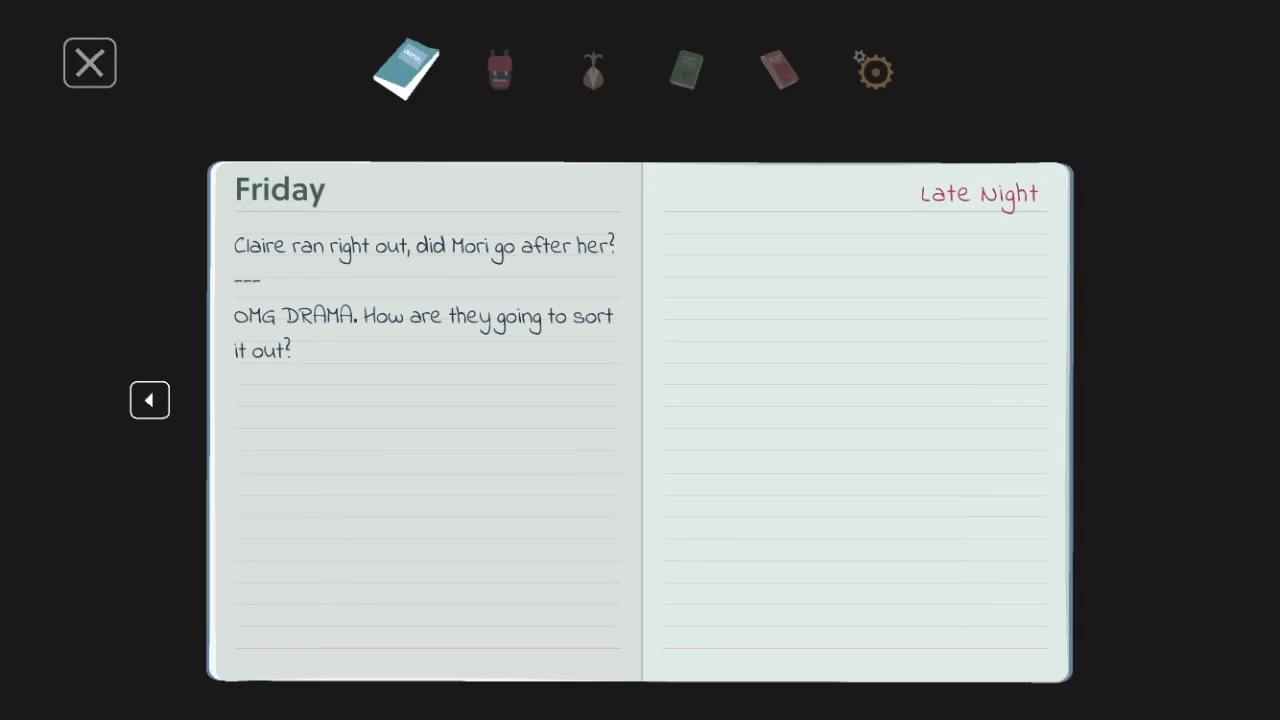 Friday
Late Night
Claire ran right out, did Mori go after her?
---
OMG DRAMA. How are they going to sort
it out?